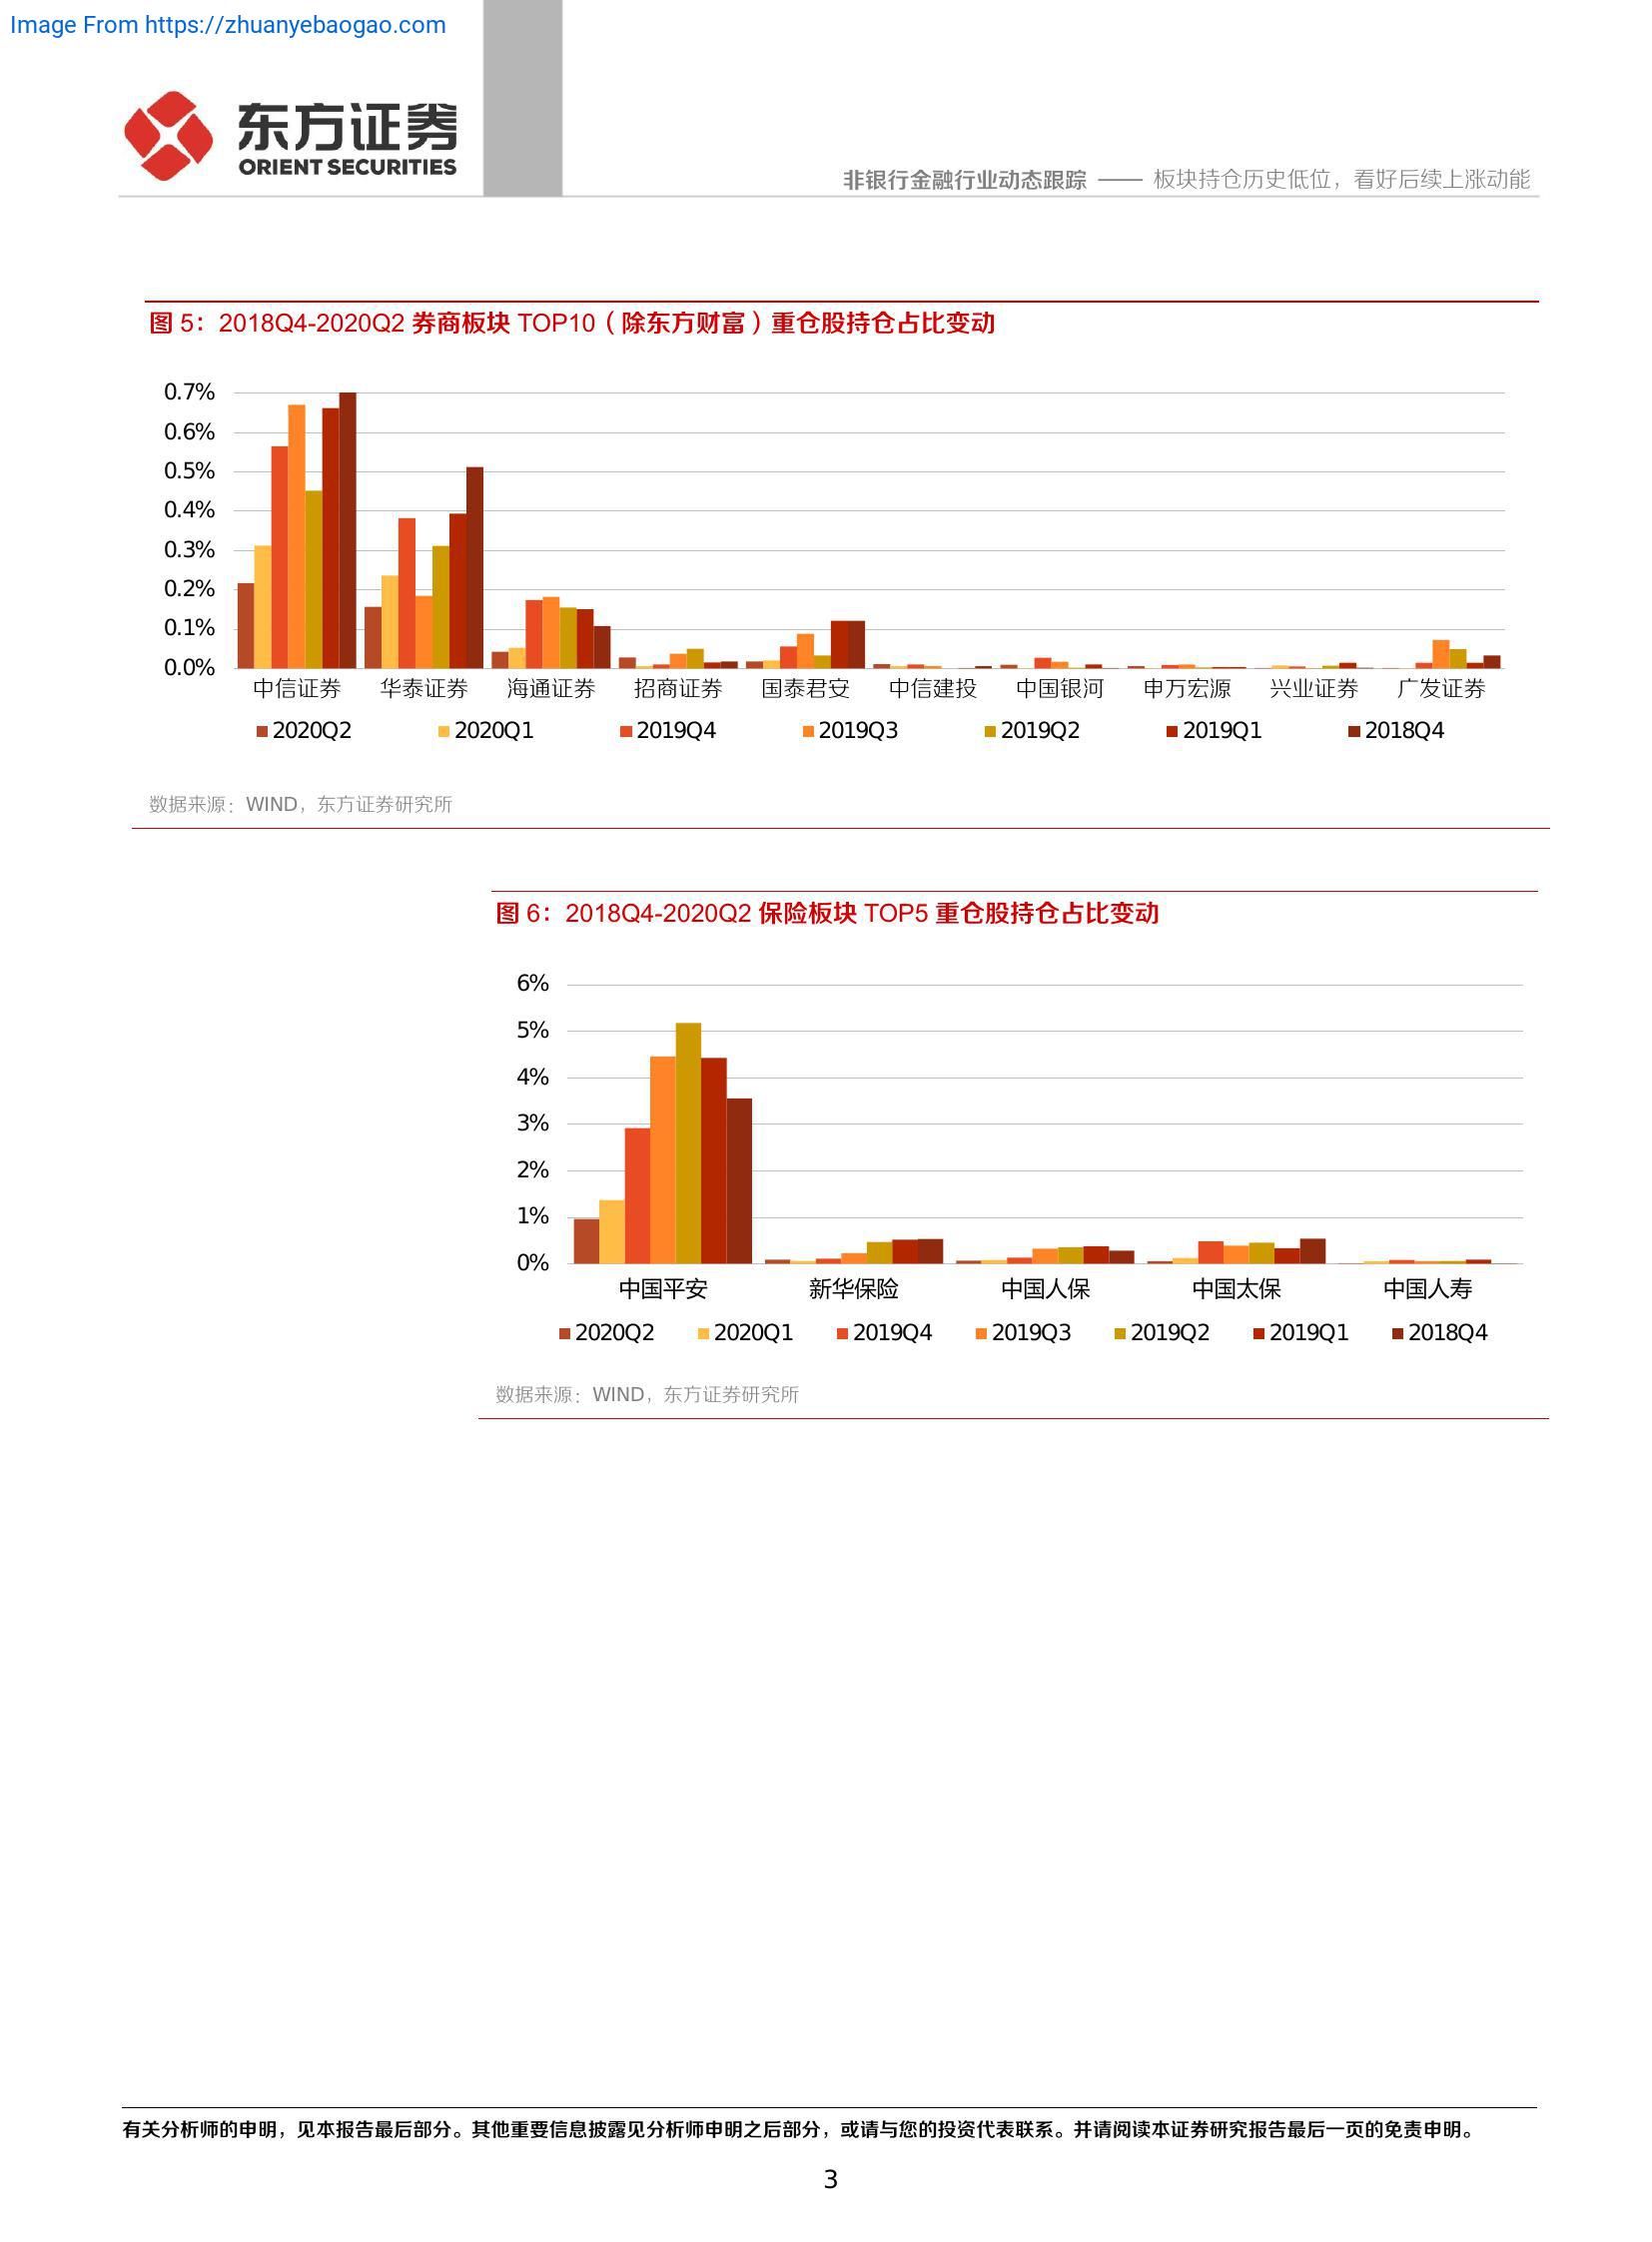 Image From https://zhuanyebaogao.com
东方证券
ORIENT SECURITIES
非银行金融行业动态跟踪 —— 板块持仓历史低位，看好后续上涨动能
图 5：2018Q4-2020Q2 券商板块 TOP10（除东方财富）重仓股持仓占比变动
0.7%
0.6%
0.5%
0.4%
0.3%
0.2%
0.1%
0.0%
中信证券 华泰证券 海通证券 招商证券 国泰君安 中信建投 中国银河 申万宏源 兴业证券 广发证券
2020Q2 2020Q1 2019Q4 2019Q3 2019Q2 2019Q1 2018Q4
数据来源：WIND，东方证券研究所
图 6：2018Q4-2020Q2 保险板块 TOP5 重仓股持仓占比变动
6%
5%
4%
3%
2%
1%
0%
中国平安 新华保险 中国人保 中国太保 中国人寿
2020Q2 2020Q1 2019Q4 2019Q3 2019Q2 2019Q1 2018Q4
数据来源：WIND，东方证券研究所
有关分析师的申明，见本报告最后部分。其他重要信息披露见分析师申明之后部分，或请与您的投资代表联系。并请阅读本证券研究报告最后一页的免责申明。
3